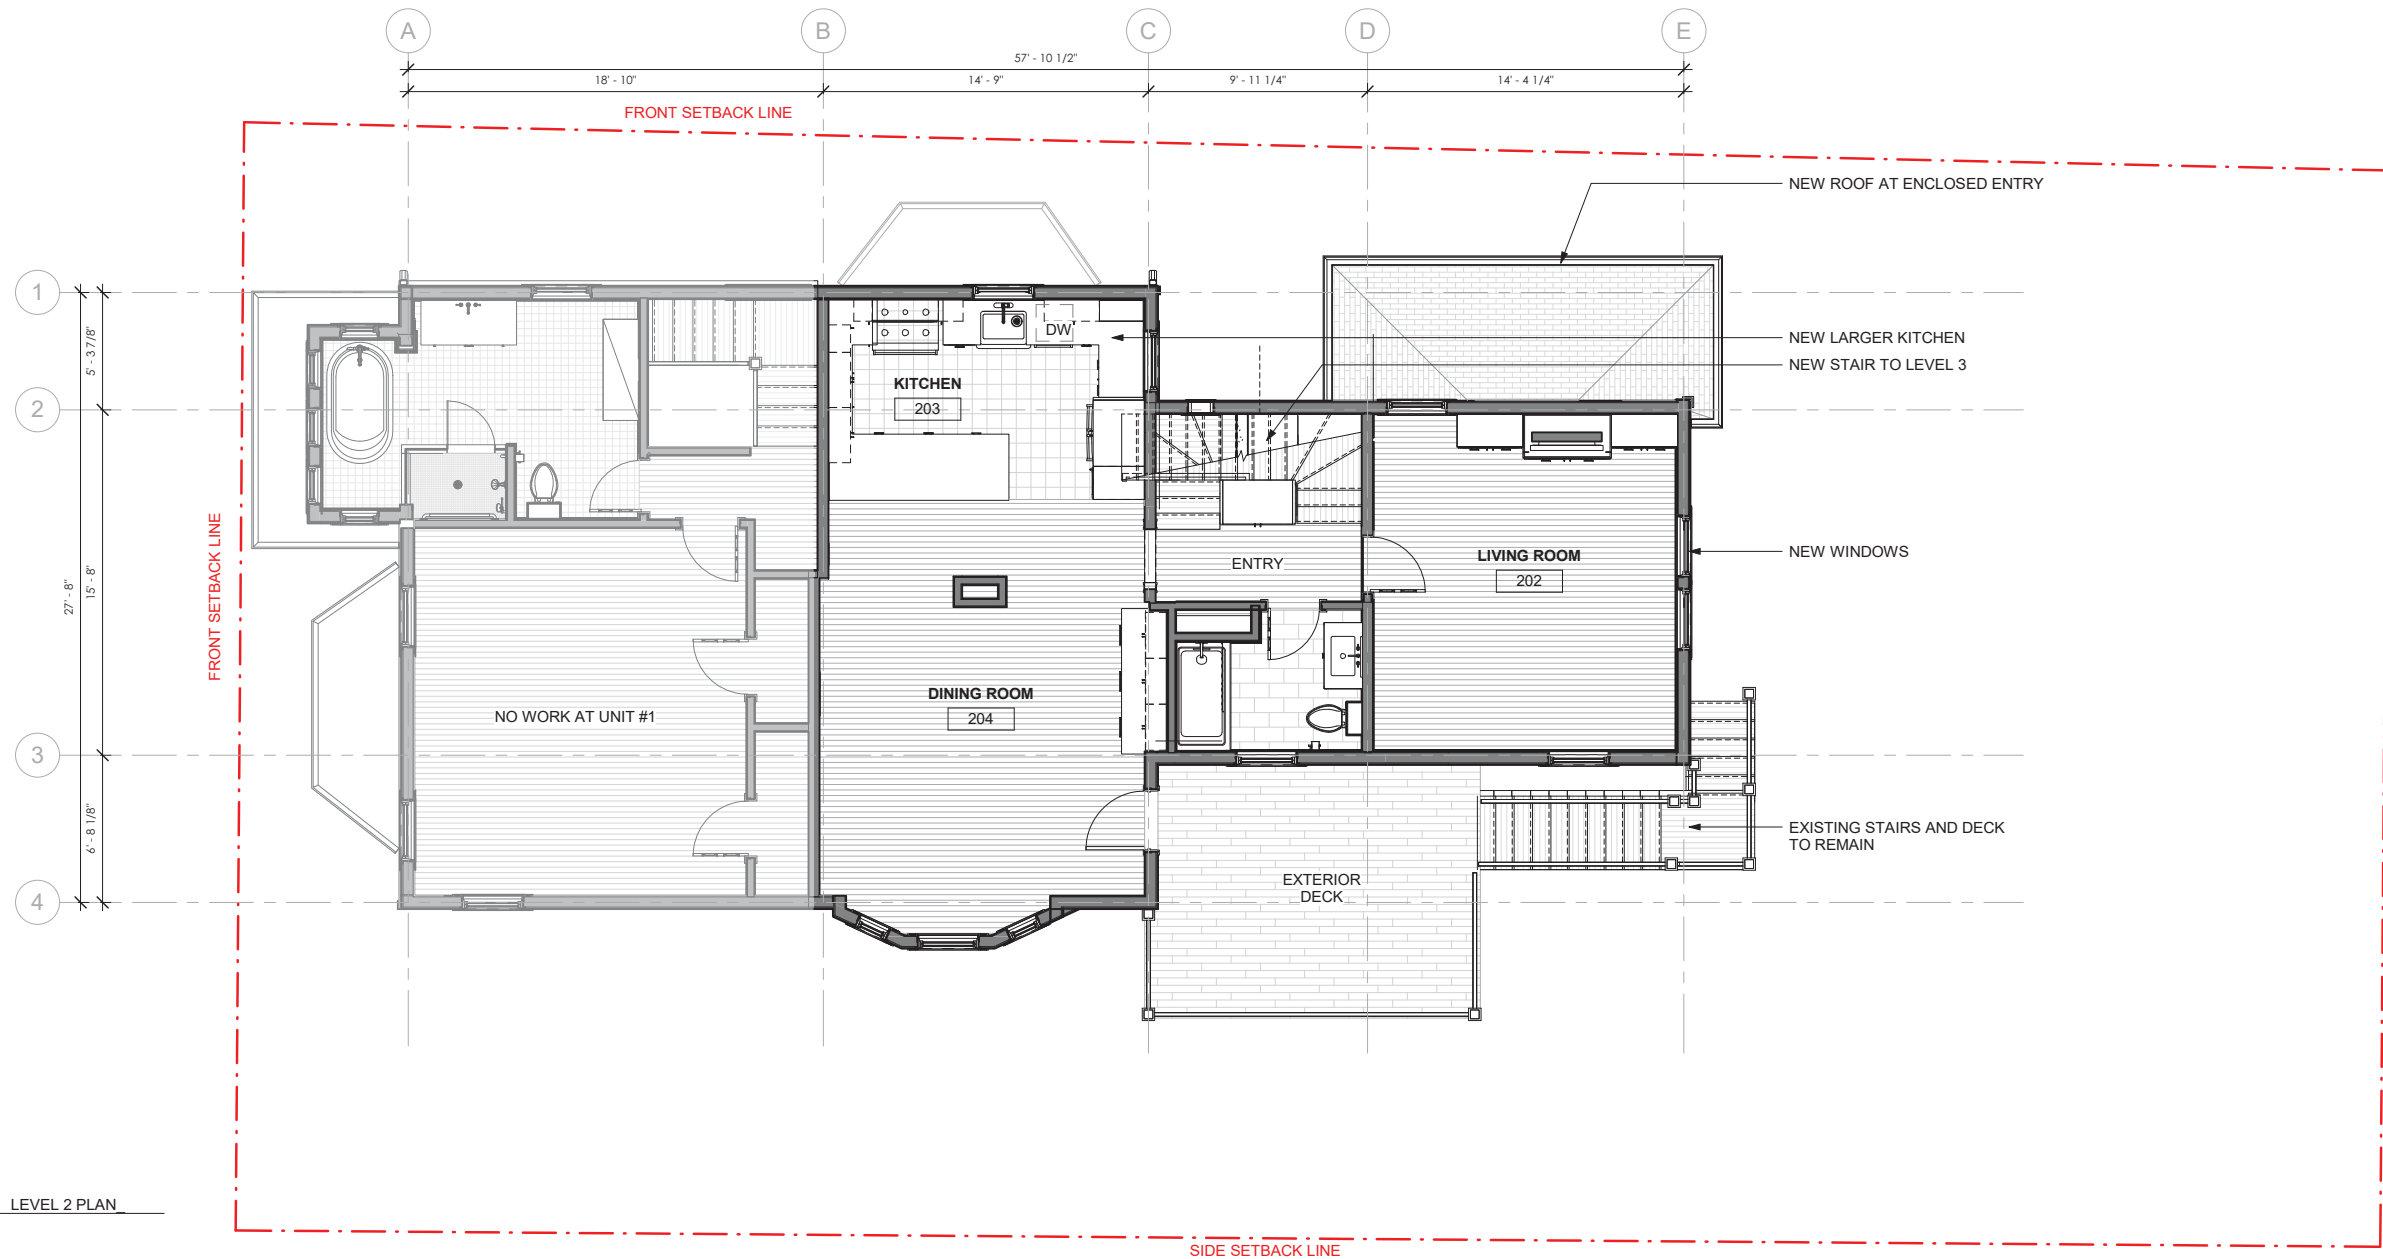 A
B
C
D
E
57' - 10 1/2"
18' - 10"
14' - 9"
9' - 11 1/4"
14' - 4 1/4"
FRONT SETBACK LINE
NEW ROOF AT ENCLOSED ENTRY
1
5' - 3 7/8"
DW
NEW LARGER KITCHEN
NEW STAIR TO LEVEL 3
KITCHEN
203
2
ENTRY
LIVING ROOM
202
NEW WINDOWS
FRONT SETBACK LINE
27' - 8"
15' - 8"
DINING ROOM
204
NO WORK AT UNIT #1
3
6' - 8 1/8"
EXISTING STAIRS AND DECK
TO REMAIN
EXTERIOR
DECK
4
LEVEL 2 PLAN
SIDE SETBACK LINE